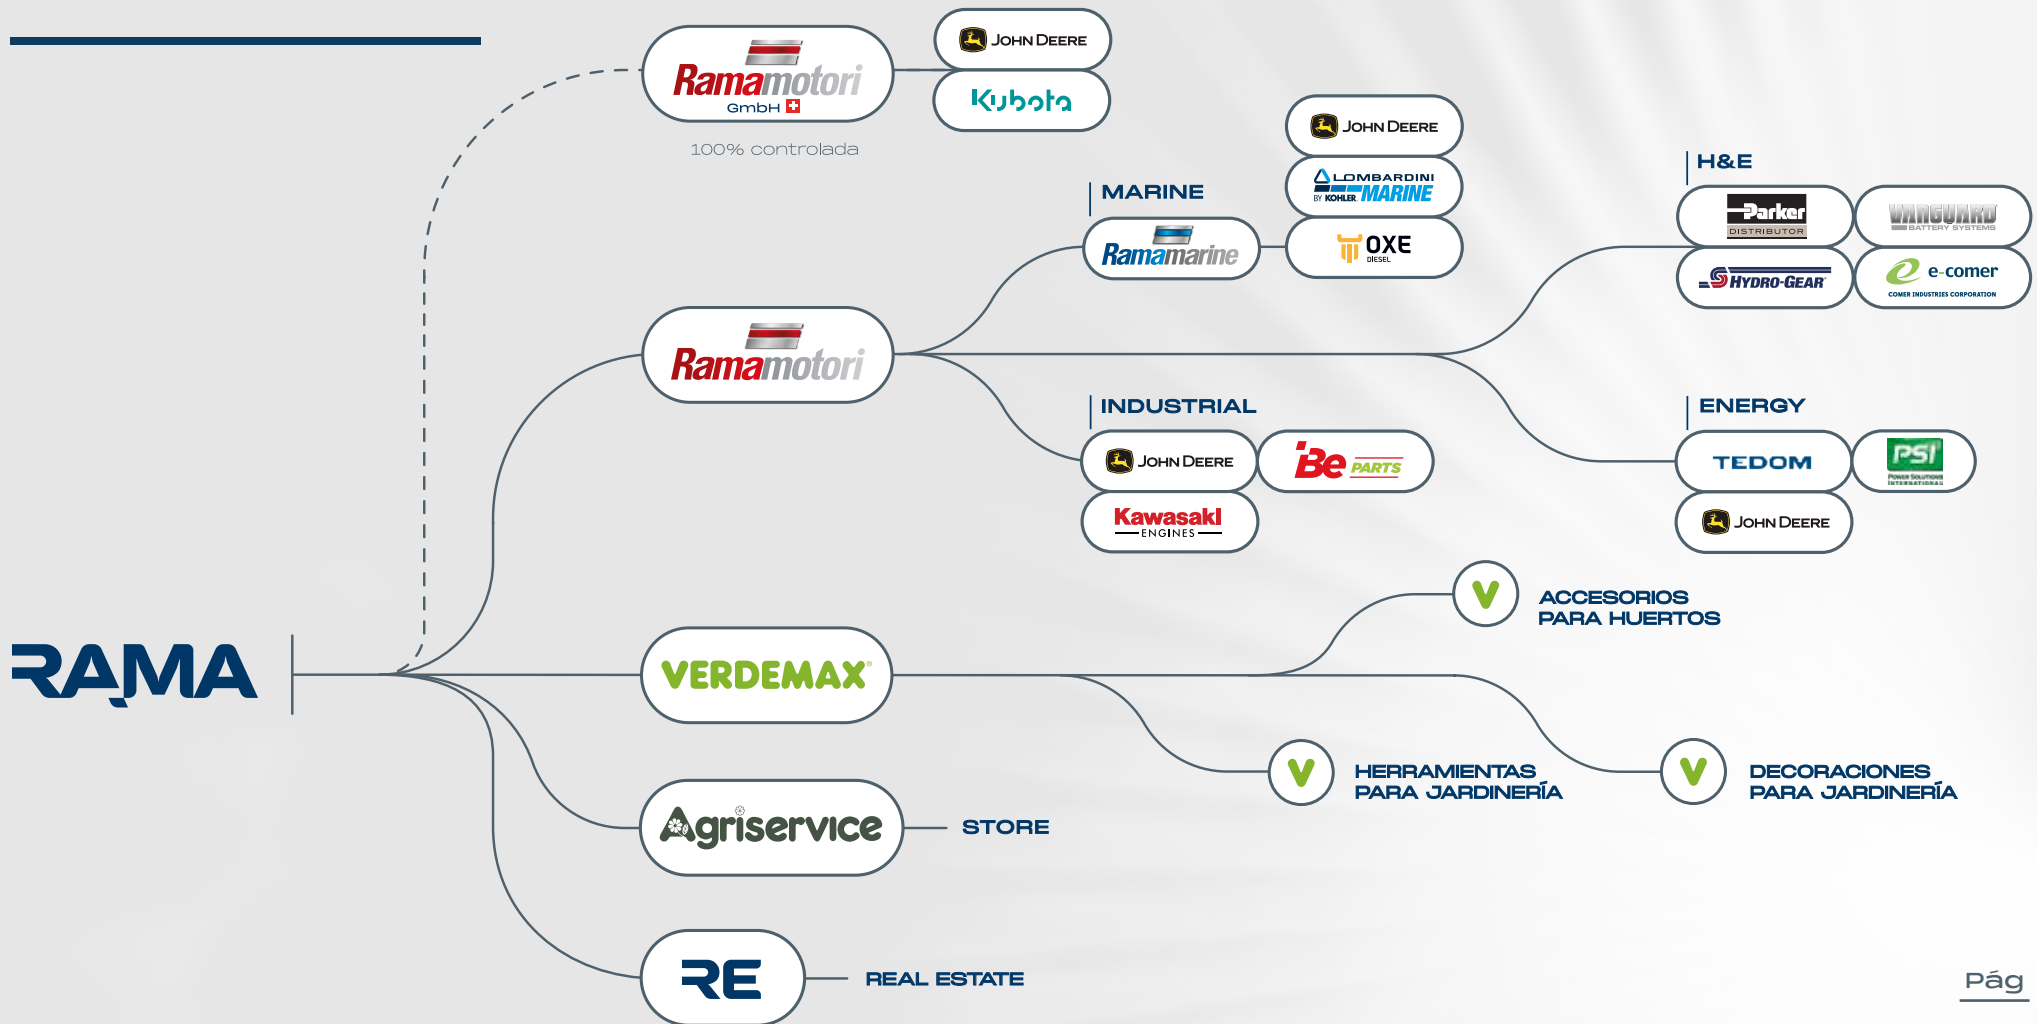 Ramamotori
GmbH
100% controlada
JOHN DEERE
Kubota
MARINE
Ramamarine
JOHN DEERE
LOMBARDINI
BY KOHLER. MARINE
OXE
DIESEL
H&E
Parker
DISTRIBUTOR
VANGUARD
BATTERY SYSTEMS
HYDRO-GEAR
e-comer
COMER INDUSTRIES CORPORATION
Ramamotori
INDUSTRIAL
JOHN DEERE
Be PARTS
Kawasaki
ENGINES
ENERGY
TEDOM
PSI
POWER SOLUTIONS
INTERNATIONAL
JOHN DEERE
RAMA
VERDEMAX®
V
ACCESORIOS
PARA HUERTOS
V
HERRAMIENTAS
PARA JARDINERÍA
V
DECORACIONES
PARA JARDINERÍA
Agriservice
STORE
RE
REAL ESTATE
Pág